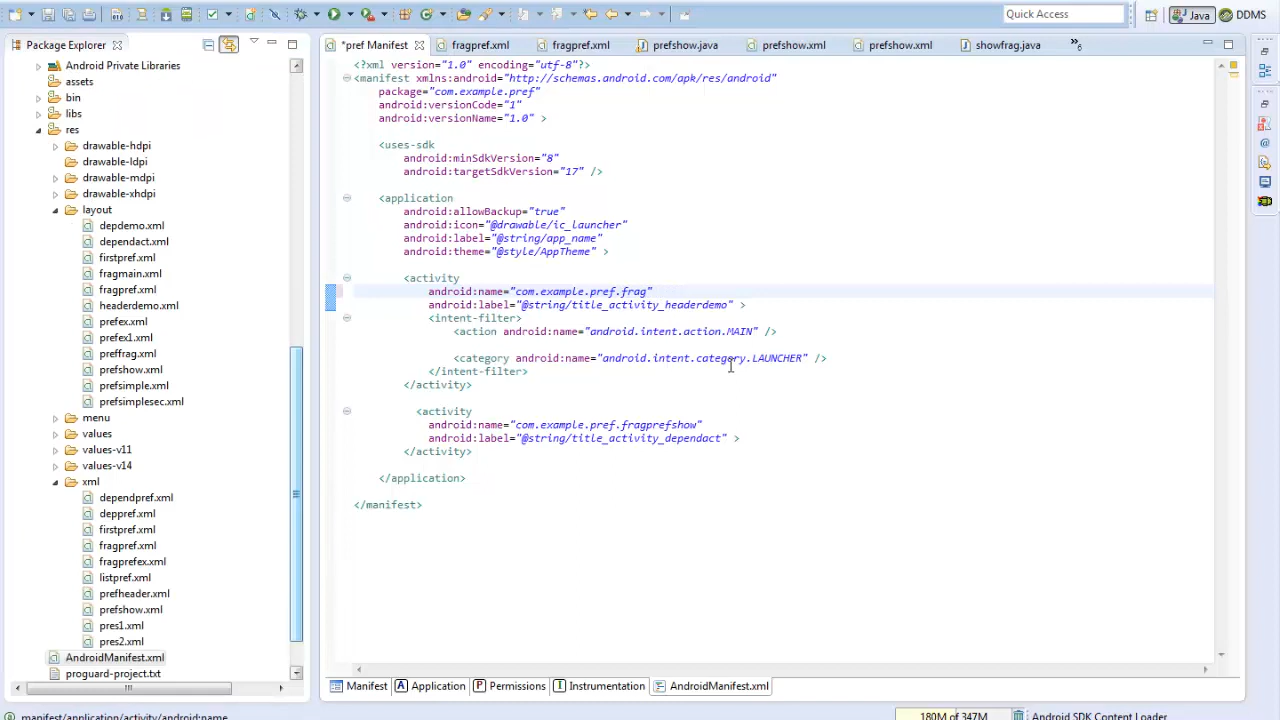 Quick Access
Java
DDMS
Package Explorer
*pref Manifest
fragpref.xml
fragpref.xml
prefshow.java
prefshow.xml
prefshow.xml
showfrag.java
»6
Android Private Libraries
assets
bin
libs
res
drawable-hdpi
drawable-ldpi
drawable-mdpi
drawable-xhdpi
layout
depdemo.xml
dependact.xml
firstpref.xml
fragmain.xml
fragpref.xml
headerdemo.xml
prefex.xml
prefex1.xml
preffrag.xml
prefshow.xml
prefsimple.xml
prefsimplesec.xml
menu
values
values-v11
values-v14
xml
dependpref.xml
deppref.xml
firstpref.xml
fragpref.xml
fragprefex.xml
listpref.xml
prefheader.xml
prefshow.xml
pres1.xml
pres2.xml
AndroidManifest.xml
proguard-project.txt
<?xml version="1.0" encoding="utf-8"?>
<manifest xmlns:android="http://schemas.android.com/apk/res/android"
package="com.example.pref"
android:versionCode="1"
android:versionName="1.0" >
<uses-sdk
android:minSdkVersion="8"
android:targetSdkVersion="17" />
<application
android:allowBackup="true"
android:icon="@drawable/ic_launcher"
android:label="@string/app_name"
android:theme="@style/AppTheme" >
<activity
android:name="com.example.pref.frag"
android:label="@string/title_activity_headerdemo" >
<intent-filter>
<action android:name="android.intent.action.MAIN" />
<category android:name="android.intent.category.LAUNCHER" />
</intent-filter>
</activity>
<activity
android:name="com.example.pref.fragprefshow"
android:label="@string/title_activity_dependact" >
</activity>
</application>
</manifest>
Manifest
Application
Permissions
Instrumentation
AndroidManifest.xml
manifest/application/activity/android:name
180M of 347M
Android SDK Content Loader